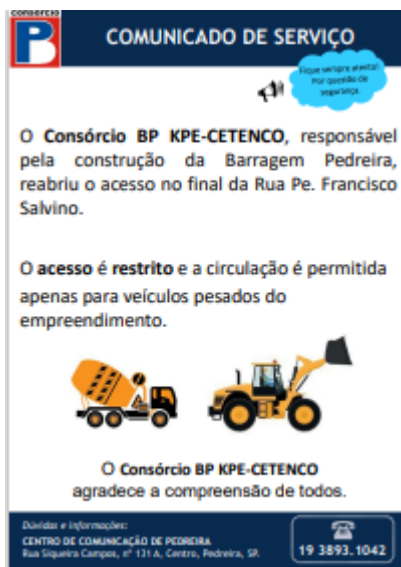 CONSÓRCIO
BP
COMUNICADO DE SERVIÇO
Fique sempre atento!
Por questão de
segurança.
O Consórcio BP KPE-CETENCO, responsável
pela construção da Barragem Pedreira,
reabriu o acesso no final da Rua Pe. Francisco
Salvino.
O acesso é restrito e a circulação é permitida
apenas para veículos pesados do
empreendimento.
O Consórcio BP KPE-CETENCO
agradece a compreensão de todos.
Dúvidas e informações:
CENTRO DE COMUNICAÇÃO DE PEDREIRA
Rua Siqueira Campos, nº 131 A, Centro, Pedreira, SP.
19 3893.1042